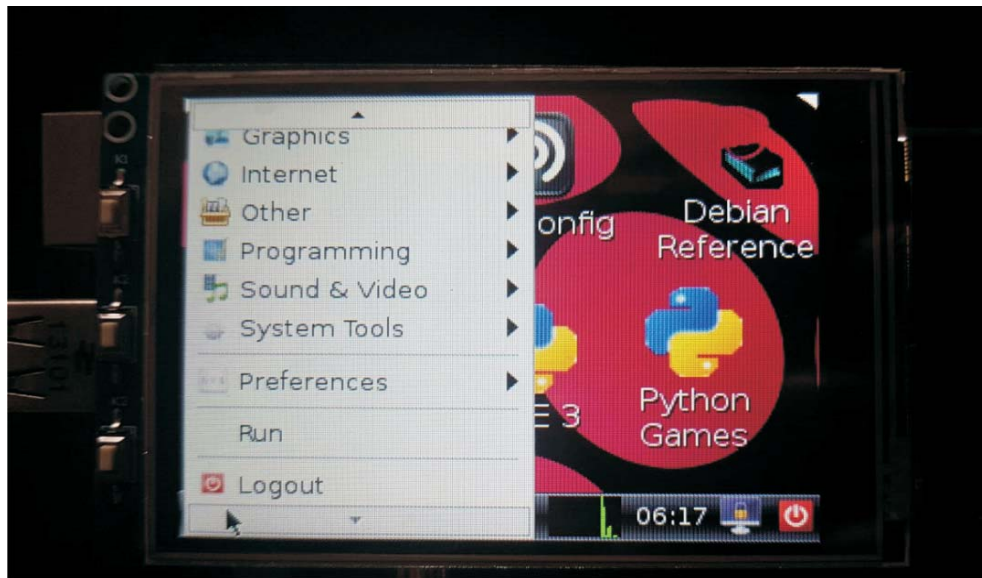 Graphics
Internet
Other
Programming
Sound & Video
System Tools
Preferences
Run
Logout
onfig
Debian
Reference
E 3
Python
Games
06:17